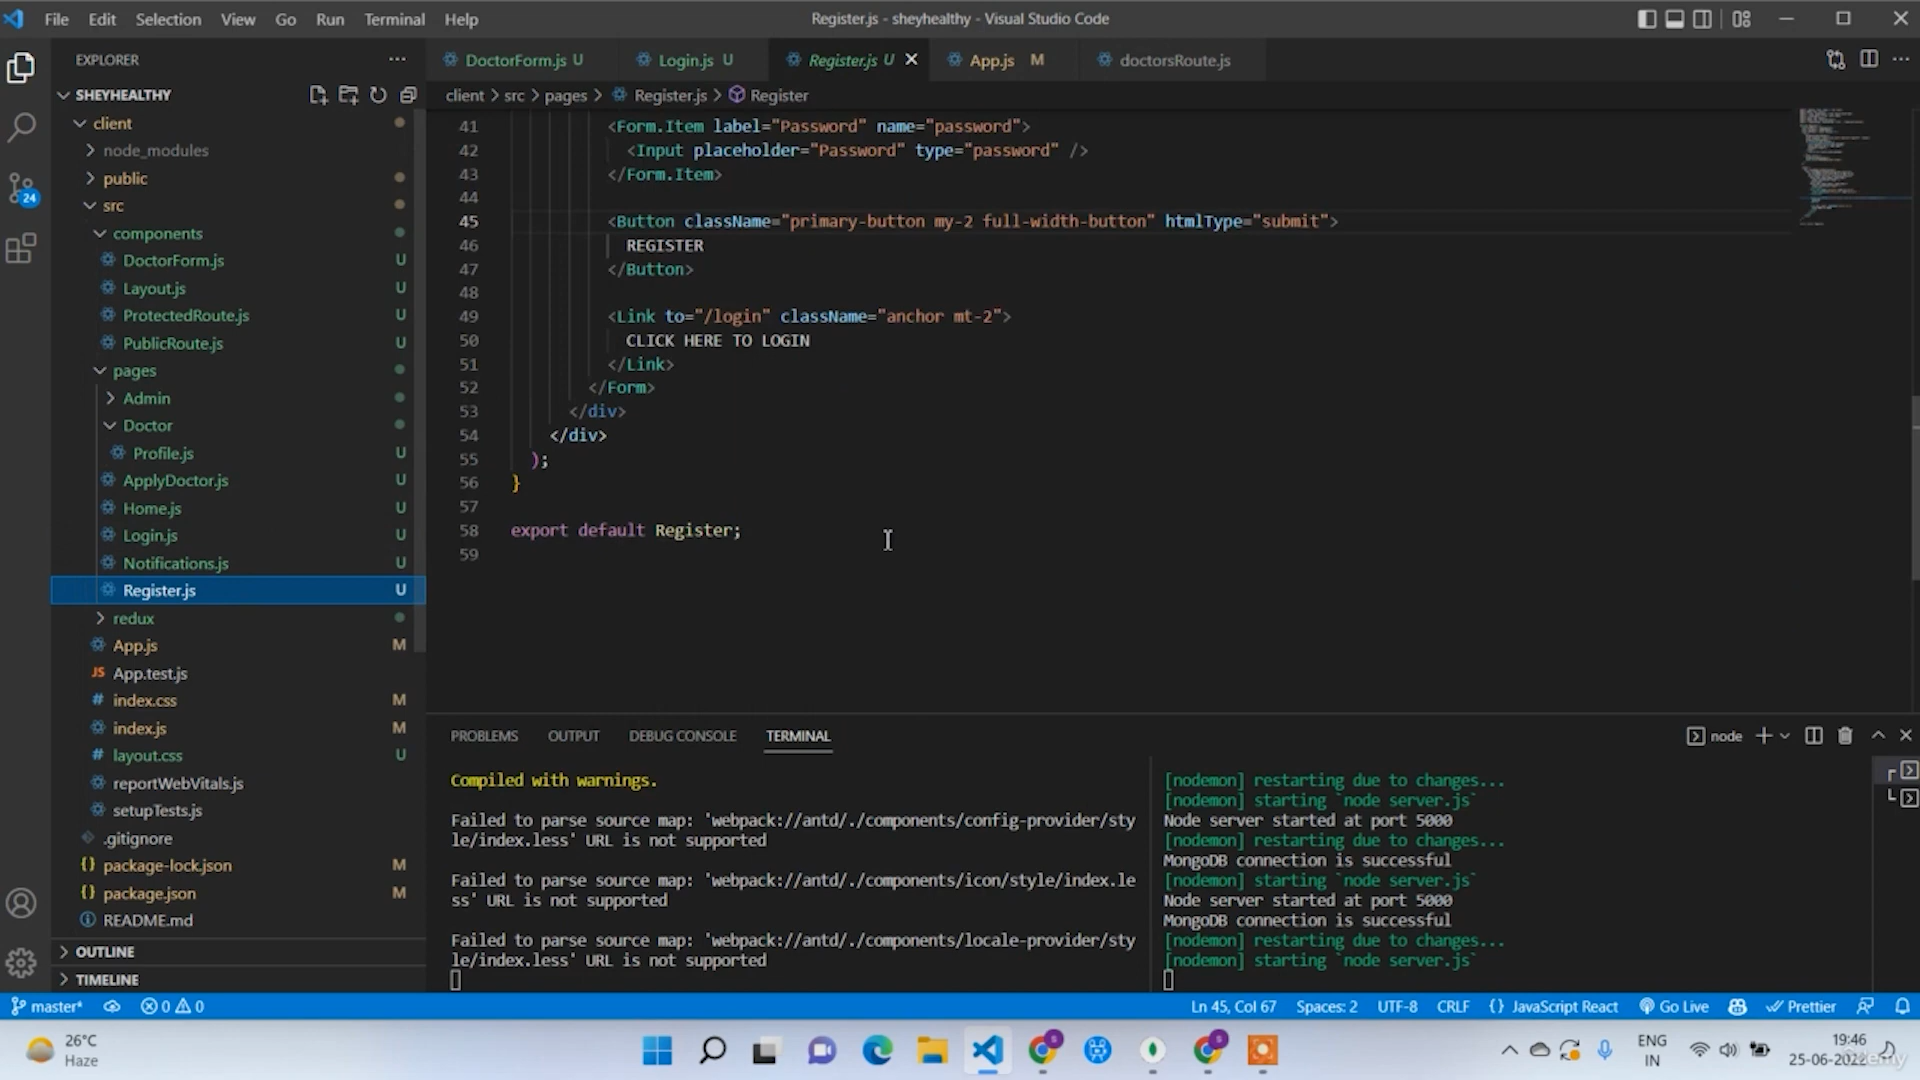 File Edit Selection View Go Run Terminal Help
Register.js - sheyhealthy - Visual Studio Code
EXPLORER
DoctorForm.js U
Login.js U
Register.js U
App.js M
doctorsRoute.js
SHEYHEALTHY
client > src > pages > Register.js > Register
client
node_modules
public
src
components
DoctorForm.js U
Layout.js U
ProtectedRoute.js U
PublicRoute.js U
pages
Admin
Doctor
Profile.js U
ApplyDoctor.js U
Home.js U
Login.js U
Notifications.js U
Register.js U
redux
App.js M
JS App.test.js
# index.css M
index.js M
# layout.css U
reportWebVitals.js
setupTests.js
.gitignore
{} package-lock.json M
{} package.json M
README.md
OUTLINE
TIMELINE
24
41 <Form.Item label="Password" name="password">
42 <Input placeholder="Password" type="password" />
43 </Form.Item>
44
45 <Button className="primary-button my-2 full-width-button" htmlType="submit">
46 REGISTER
47 </Button>
48
49 <Link to="/login" className="anchor mt-2">
50 CLICK HERE TO LOGIN
51 </Link>
52 </Form>
53 </div>
54 </div>
55 );
56 }
57
58 export default Register;
59
PROBLEMS OUTPUT DEBUG CONSOLE TERMINAL
node
Compiled with warnings.
Failed to parse source map: 'webpack://antd/./components/config-provider/sty
le/index.less' URL is not supported
Failed to parse source map: 'webpack://antd/./components/icon/style/index.le
ss' URL is not supported
Failed to parse source map: 'webpack://antd/./components/locale-provider/sty
le/index.less' URL is not supported
[nodemon] restarting due to changes...
[nodemon] starting `node server.js`
Node server started at port 5000
[nodemon] restarting due to changes...
MongoDB connection is successful
[nodemon] starting `node server.js`
Node server started at port 5000
MongoDB connection is successful
[nodemon] restarting due to changes...
[nodemon] starting `node server.js`
master* 0 0
Ln 45, Col 67 Spaces: 2 UTF-8 CRLF {} JavaScript React Go Live Prettier
26°C
Haze
ENG
IN
19:46
25-06-2022